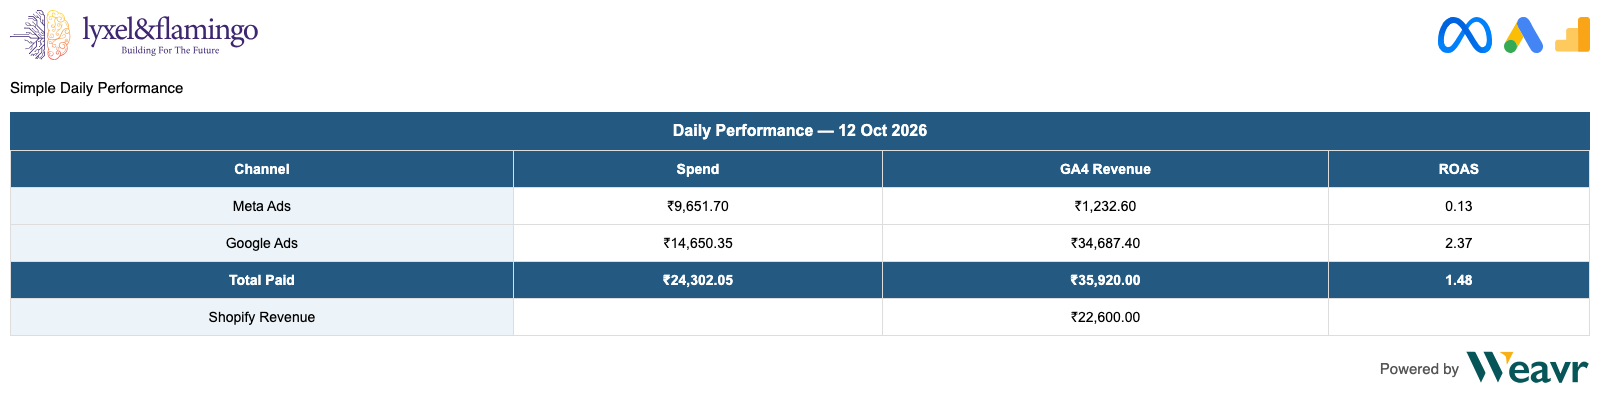 lyxel&flamingo
Building For The Future
Simple Daily Performance
Daily Performance — 12 Oct 2026
Channel Spend GA4 Revenue ROAS
Meta Ads ₹9,651.70 ₹1,232.60 0.13
Google Ads ₹14,650.35 ₹34,687.40 2.37
Total Paid ₹24,302.05 ₹35,920.00 1.48
Shopify Revenue ₹22,600.00
Powered by Weavr